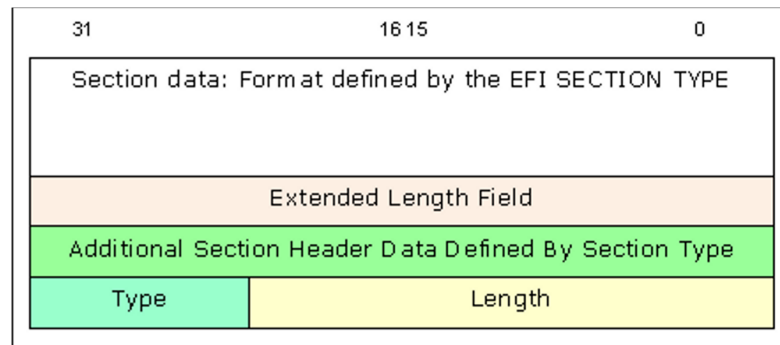 31 16 15 0
Section data: Format defined by the EFI SECTION TYPE
Extended Length Field
Additional Section Header Data Defined By Section Type
Type Length